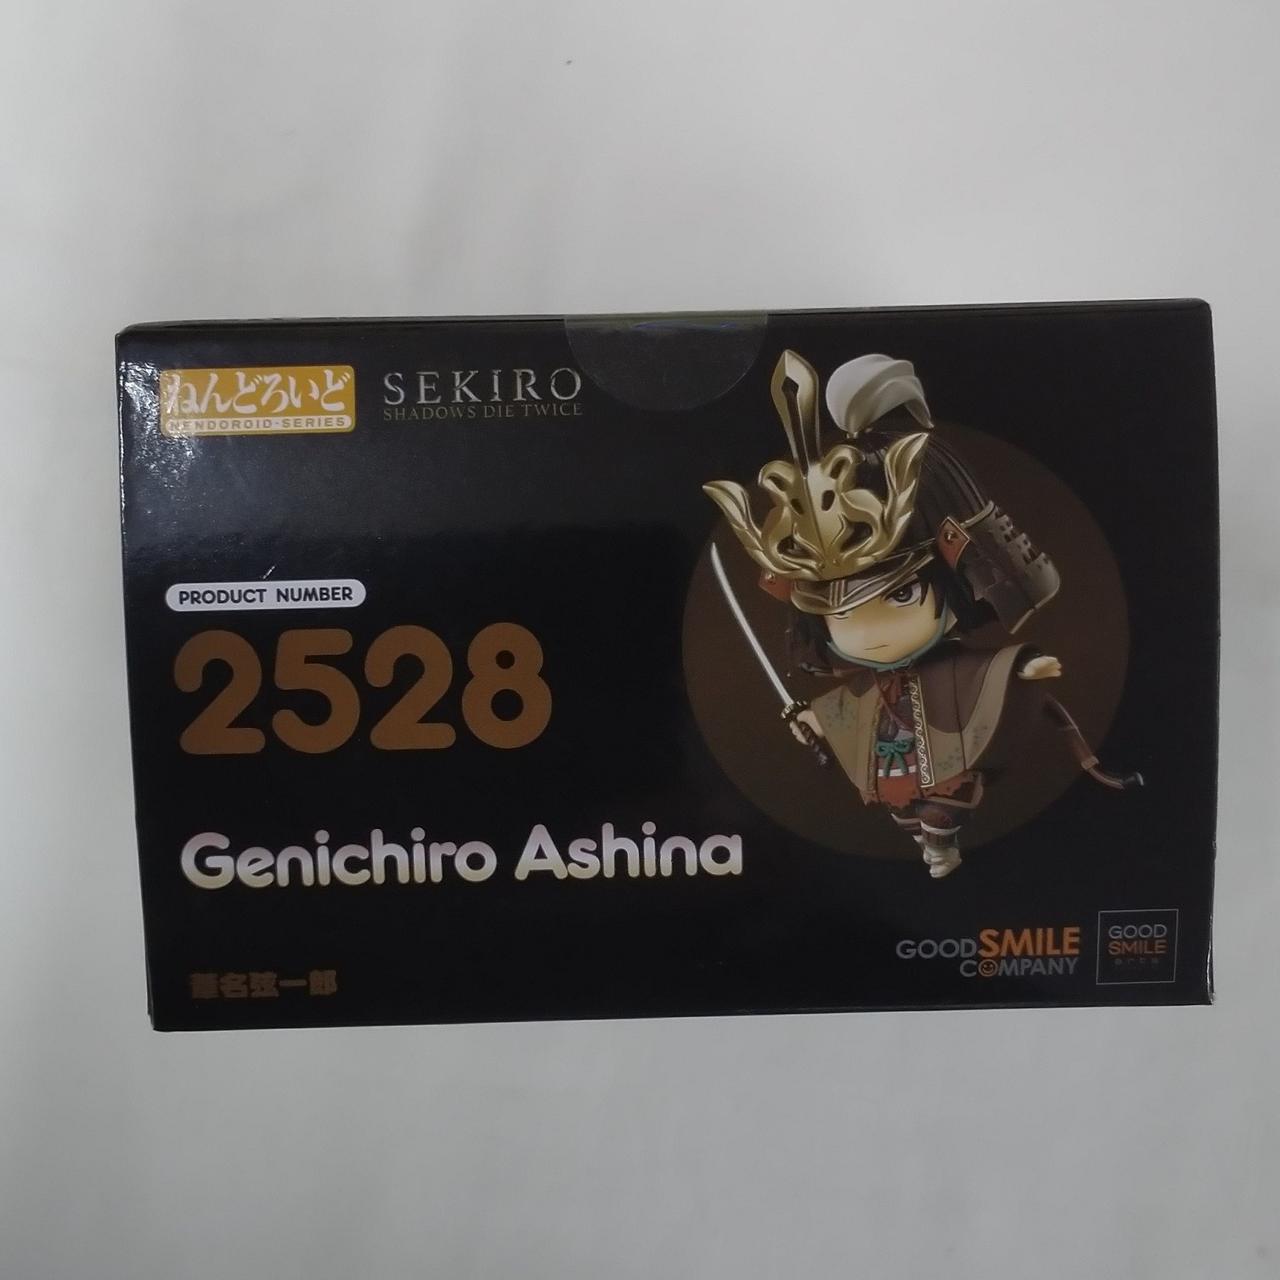 ねんどろいど
NENDOROID-SERIES
SEKIRO
SHADOWS DIE TWICE
PRODUCT NUMBER
2528
Genichiro Ashina
葦名弦一郎
GOOD SMILE
COMPANY
GOOD
SMILE
arts